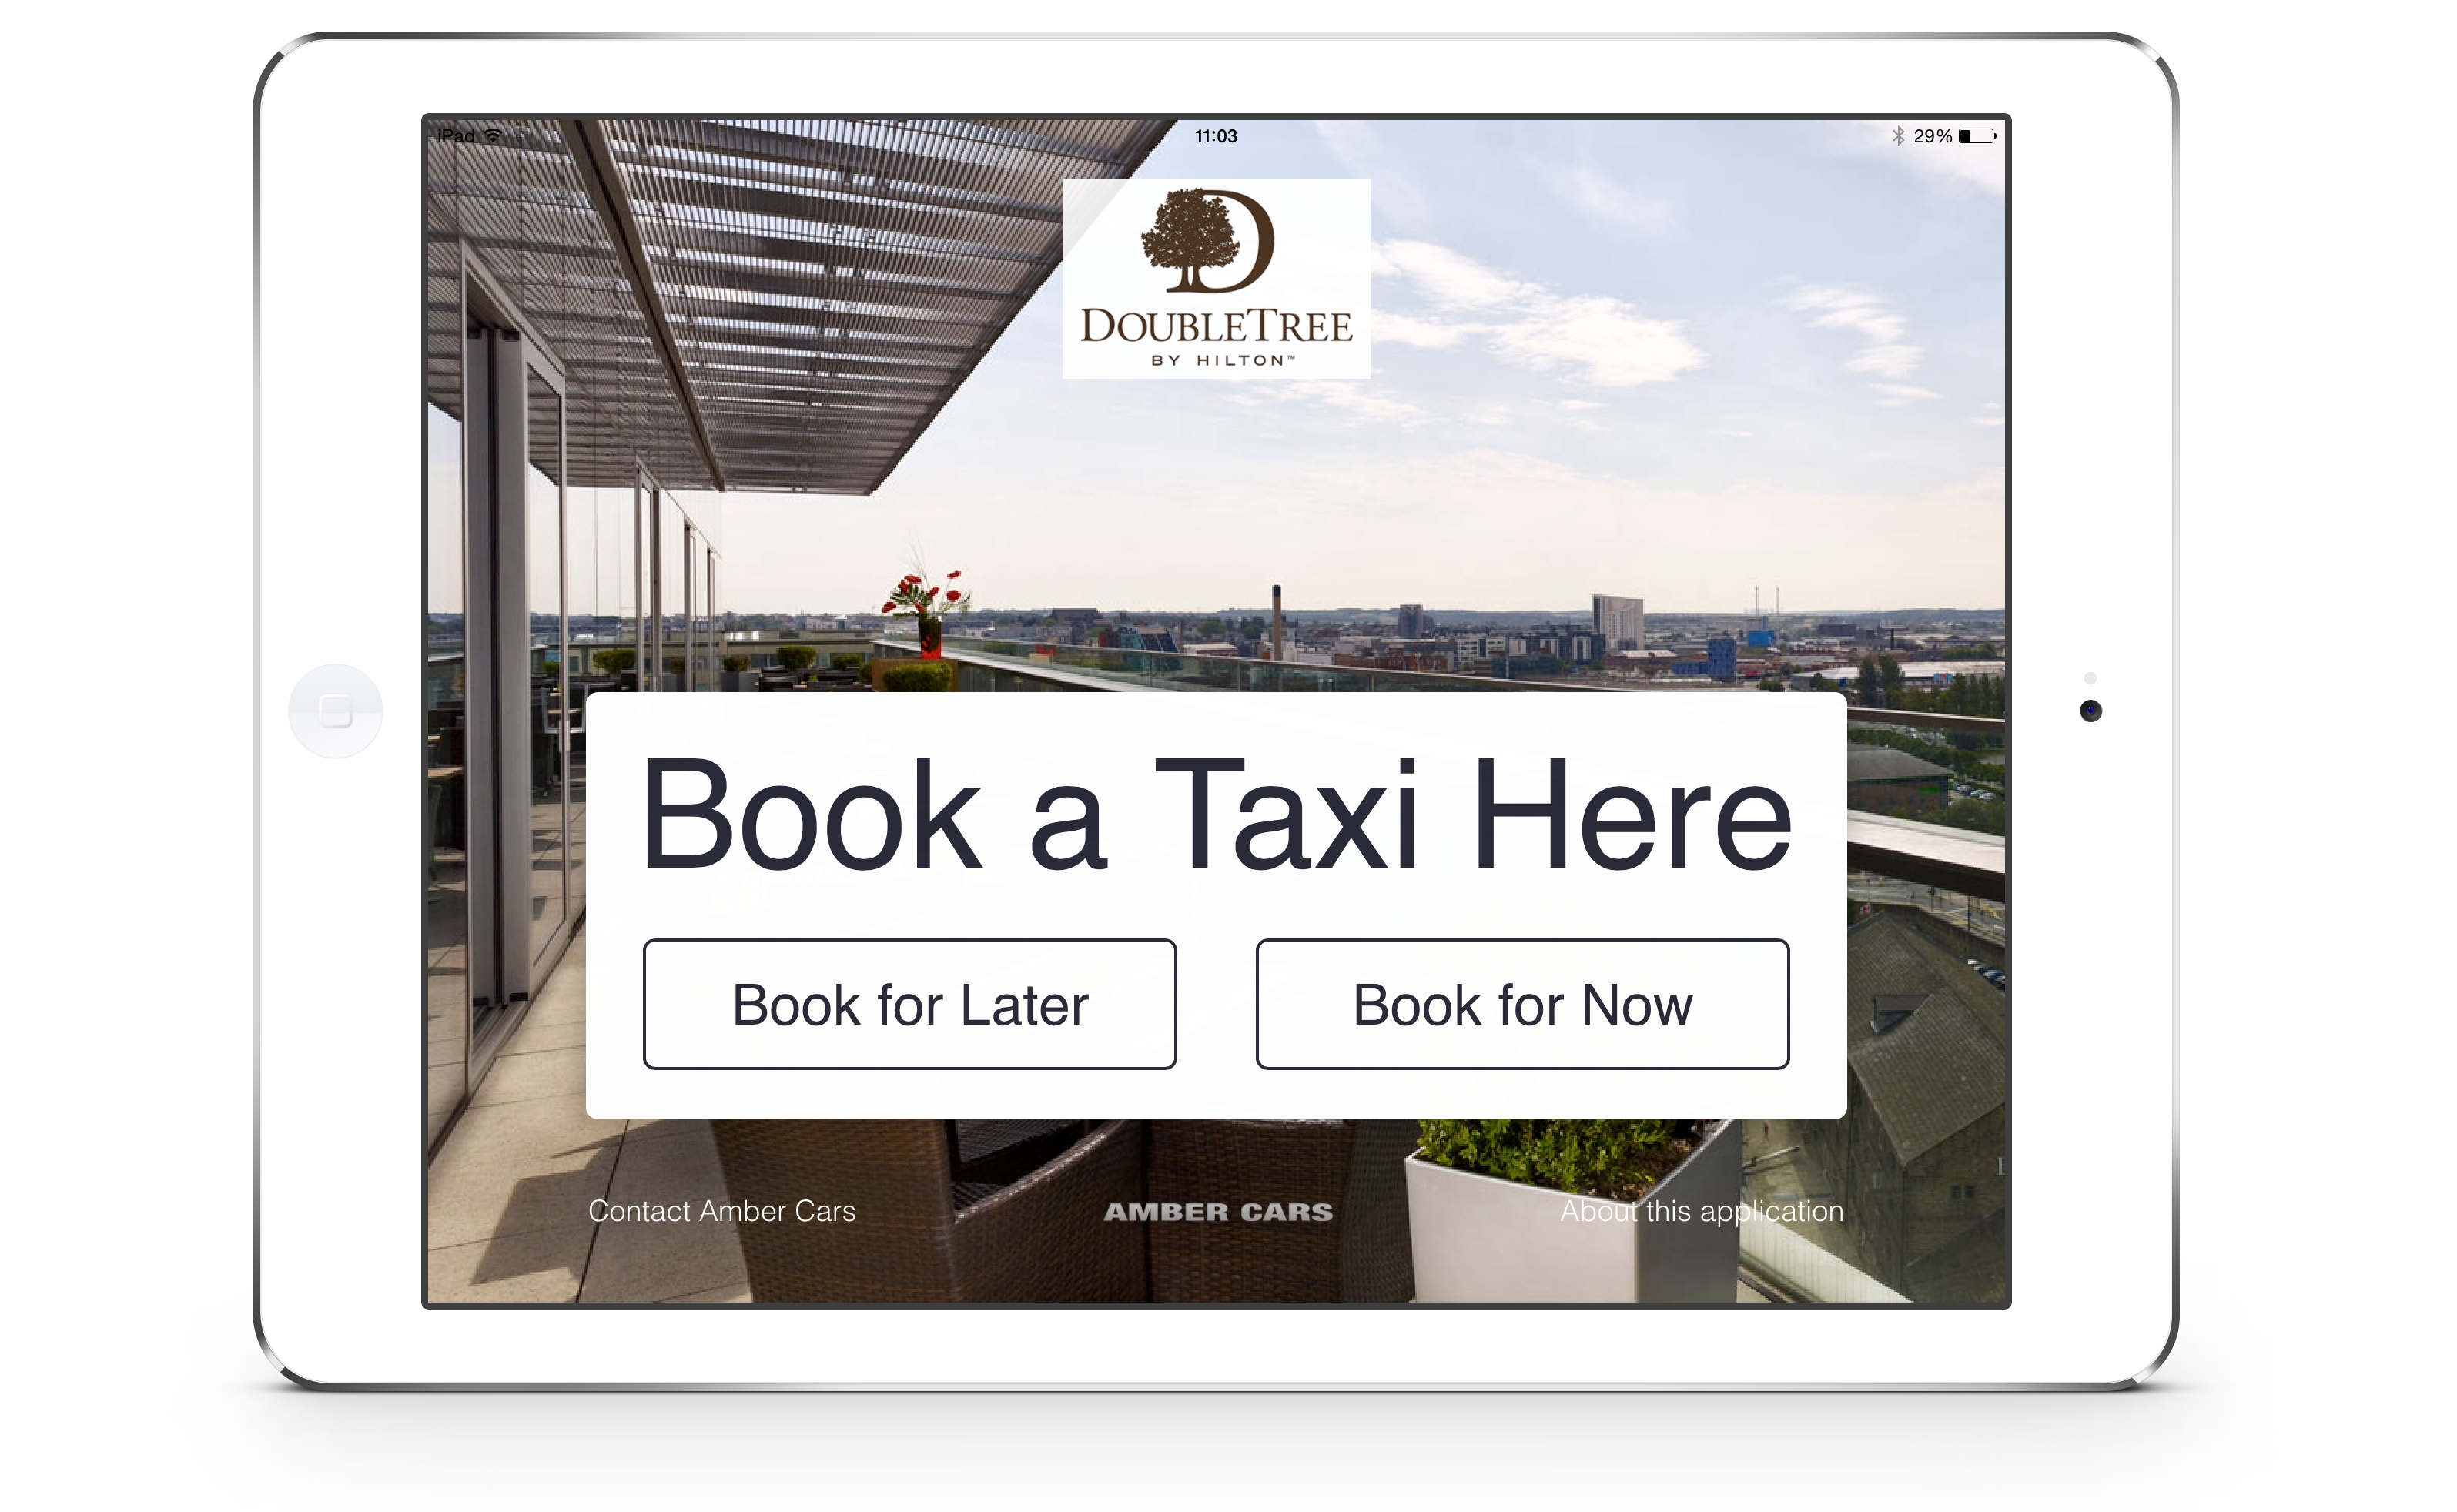 iPad 11:03 29%
DOUBLETREE
BY HILTON™
Book a Taxi Here
Book for Later Book for Now
Contact Amber Cars AMBER CARS About this application